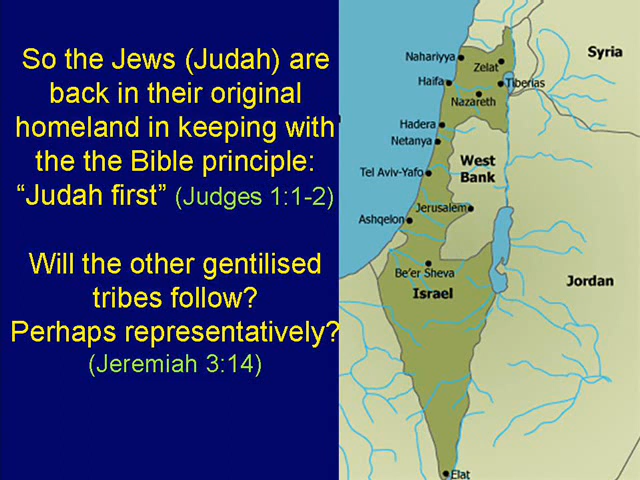 So the Jews (Judah) are
back in their original
homeland in keeping with
the the Bible principle:
“Judah first” (Judges 1:1-2)
Will the other gentilised
tribes follow?
Perhaps representatively?
(Jeremiah 3:14)
Nahariyya
Syria
Zelat
Haifa
Tiberias
Nazareth
Hadera
Netanya
West
Bank
Tel Aviv-Yafo
Jerusalem
Ashqelon
Be'er Sheva
Israel
Jordan
Elat